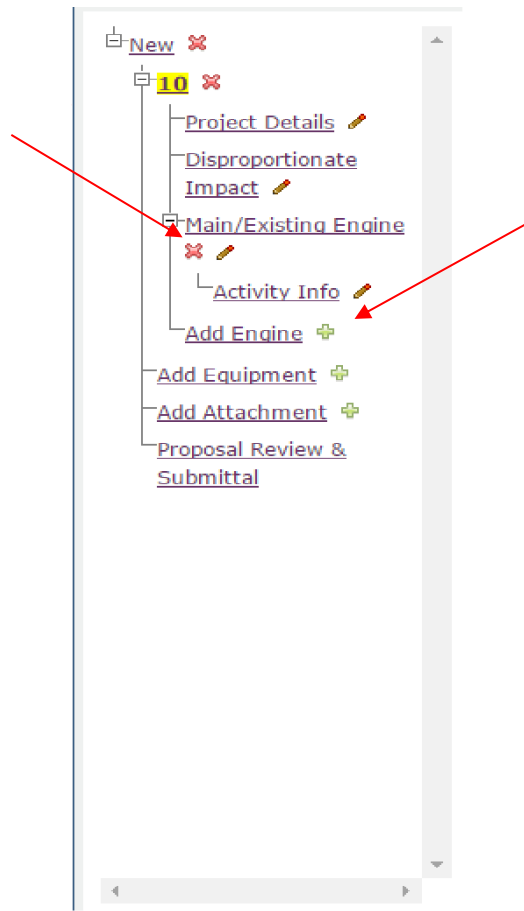 New
10
Project Details
Disproportionate
Impact
Main/Existing Engine
Activity Info
Add Engine
Add Equipment
Add Attachment
Proposal Review &
Submittal